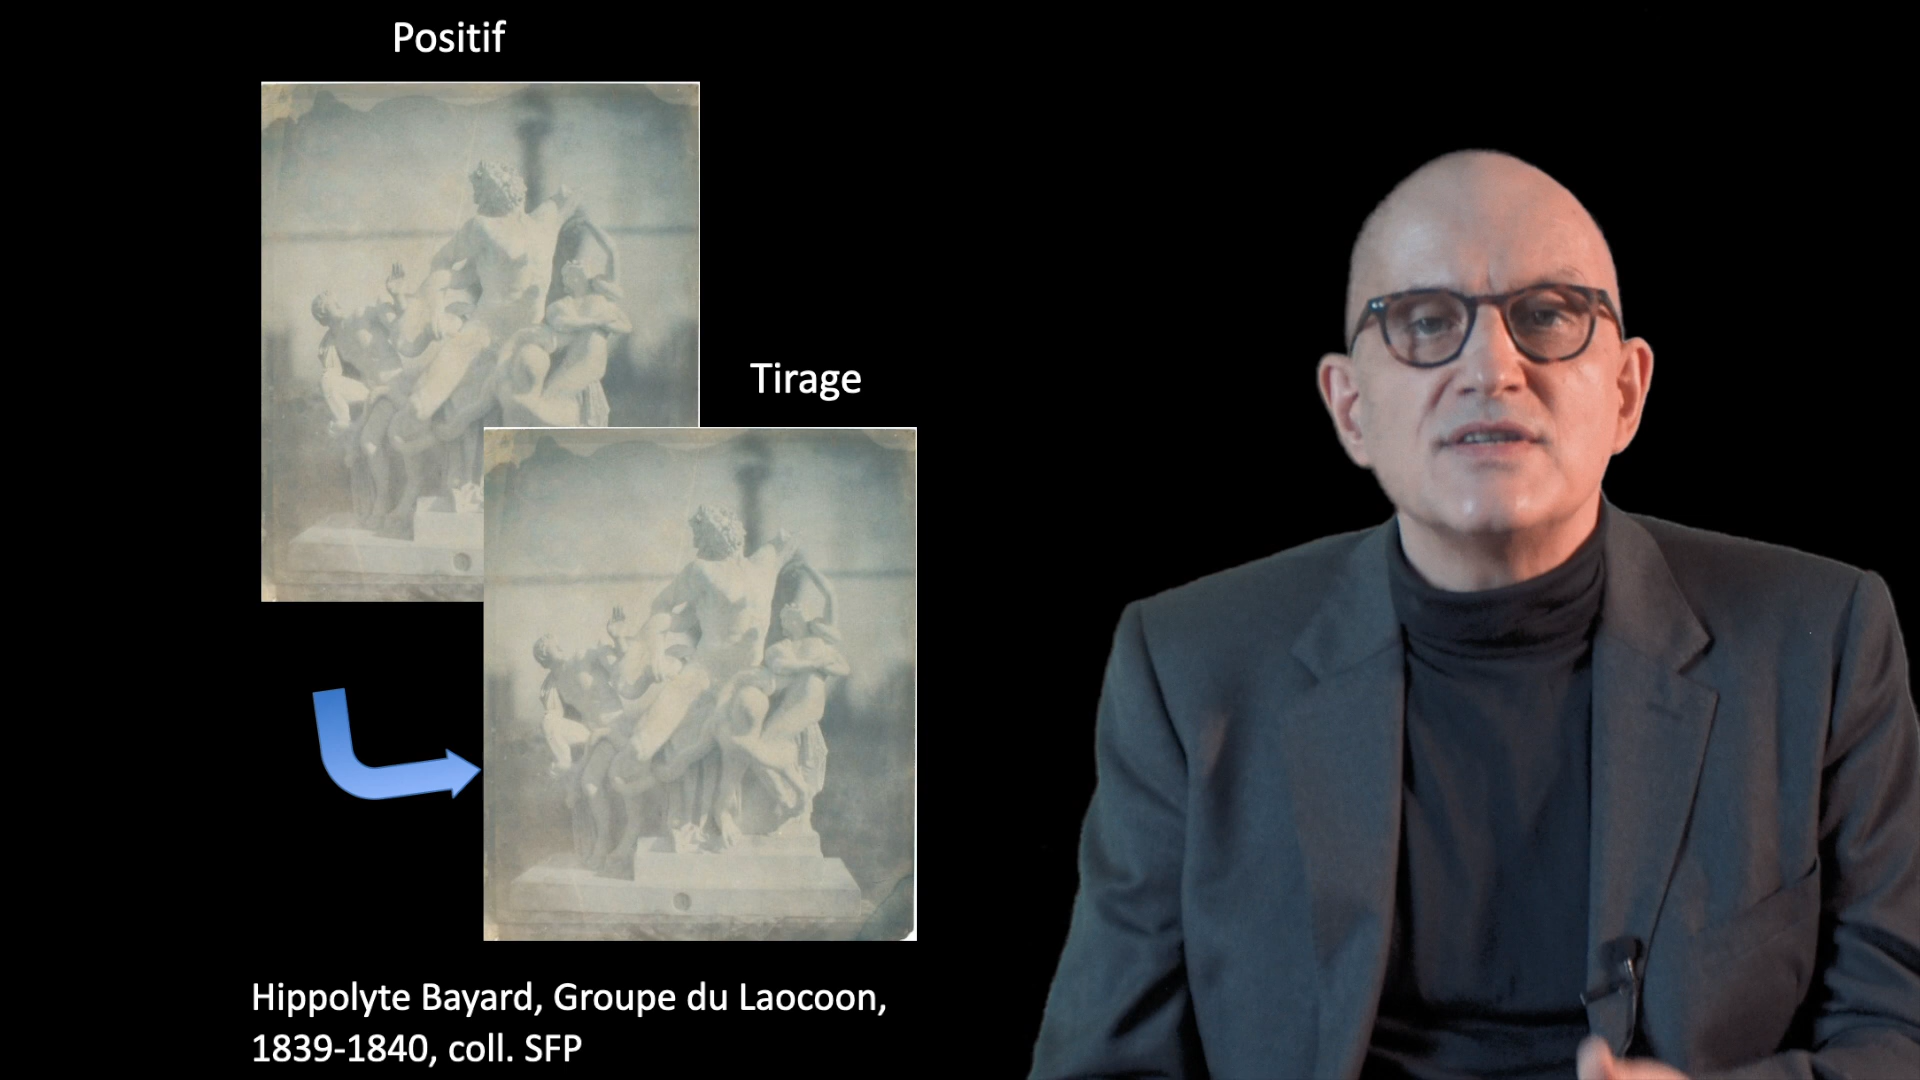 Positif
Tirage
Hippolyte Bayard, Groupe du Laocoon,
1839-1840, coll. SFP